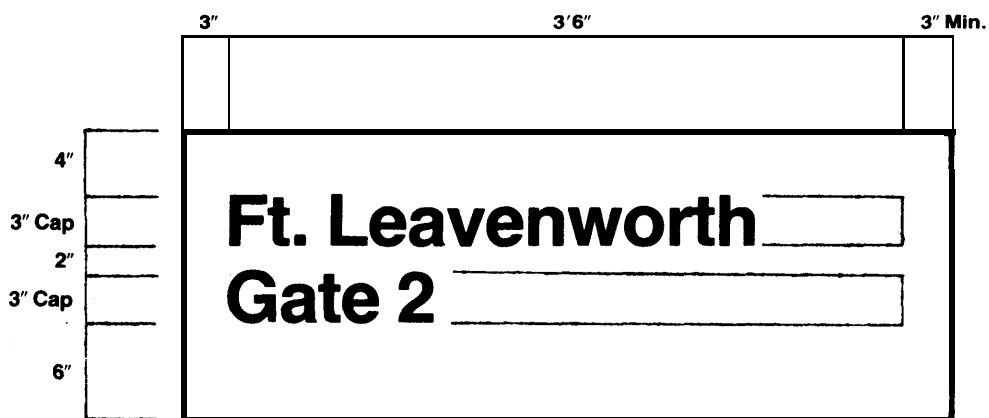 3″ 3′6″ 3″ Min.
4″
3″ Cap
2″
3″ Cap
6″
Ft. Leavenworth
Gate 2